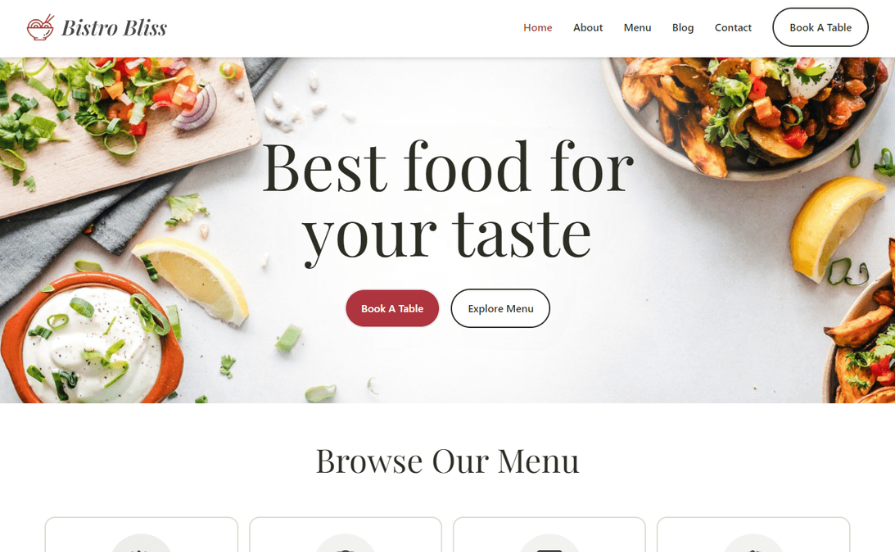 Bistro Bliss
Home About Menu Blog Contact Book A Table
Best food for
your taste
Book A Table Explore Menu
Browse Our Menu